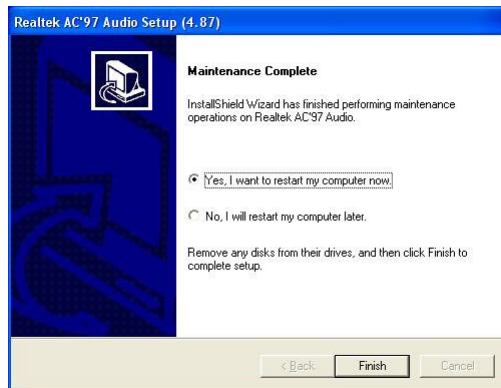 Realtek AC'97 Audio Setup (4.87)
Maintenance Complete
InstallShield Wizard has finished performing maintenance
operations on Realtek AC'97 Audio.
Yes, I want to restart my computer now.
No, I will restart my computer later.
Remove any disks from their drives, and then click Finish to
complete setup.
< Back Finish Cancel